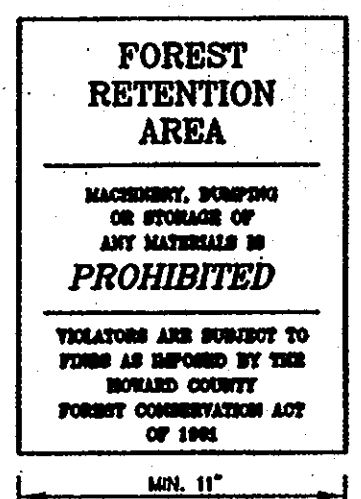 FOREST
RETENTION
AREA
MACHINERY, DUMPING
OR STORAGE OF
ANY MATERIALS IS
PROHIBITED
VIOLATORS ARE SUBJECT TO
FINES AS IMPOSED BY THE
HOWARD COUNTY
FOREST CONSERVATION ACT
OF 1991
MIN. 11"